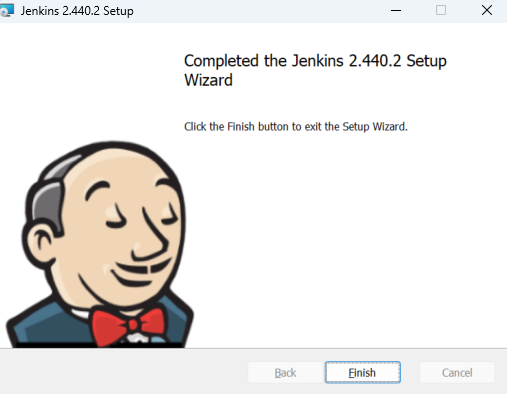 Jenkins 2.440.2 Setup
Completed the Jenkins 2.440.2 Setup
Wizard
Click the Finish button to exit the Setup Wizard.
Back
Finish
Cancel